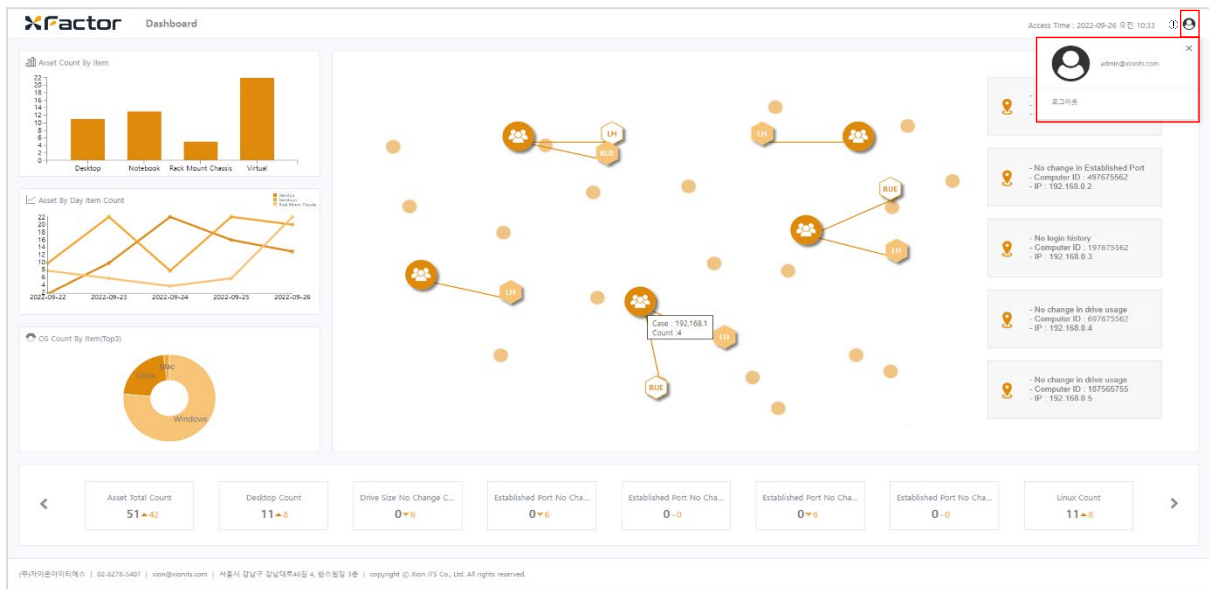 XFactor
Dashboard
Access Time : 2022-09-26 오전 10:33
①
admin@xionits.com
×
로그아웃
Asset Count By Item
22
20
18
16
14
12
10
8
6
4
2
0
Desktop
Notebook
Rack Mount Chassis
Virtual
Asset By Day Item Count
Desktop
Notebook
Rack Mount Chassis
22
20
18
16
14
12
10
8
6
4
2
2022-09-22
2022-09-23
2022-09-24
2022-09-25
2022-09-26
OS Count By Item(Top3)
Mac
Linux
Windows
LH
RUE
LH
RUE
LH
LH
Case : 192.168.1
Count :4
LH
RUE
- No change in Established Port
- Computer ID : 497675562
- IP : 192.168.0.2
- No login history
- Computer ID : 197675562
- IP : 192.168.0.3
- No change in drive usage
- Computer ID : 697675562
- IP : 192.168.0.4
- No change in drive usage
- Computer ID : 187565755
- IP : 192.168.0.5
Asset Total Count
51▲42
Desktop Count
11▲8
Drive Size No Change C...
0▼6
Established Port No Cha...
0▼6
Established Port No Cha...
0-0
Established Port No Cha...
0▼6
Established Port No Cha...
0-0
Linux Count
11▲8
(주)자이온아이티에스 | 02-6278-5407 | xion@xionits.com | 서울시 강남구 강남대로48길 4, 3층 | copyright ⓒ Xion ITS Co., Ltd. All rights reserved.